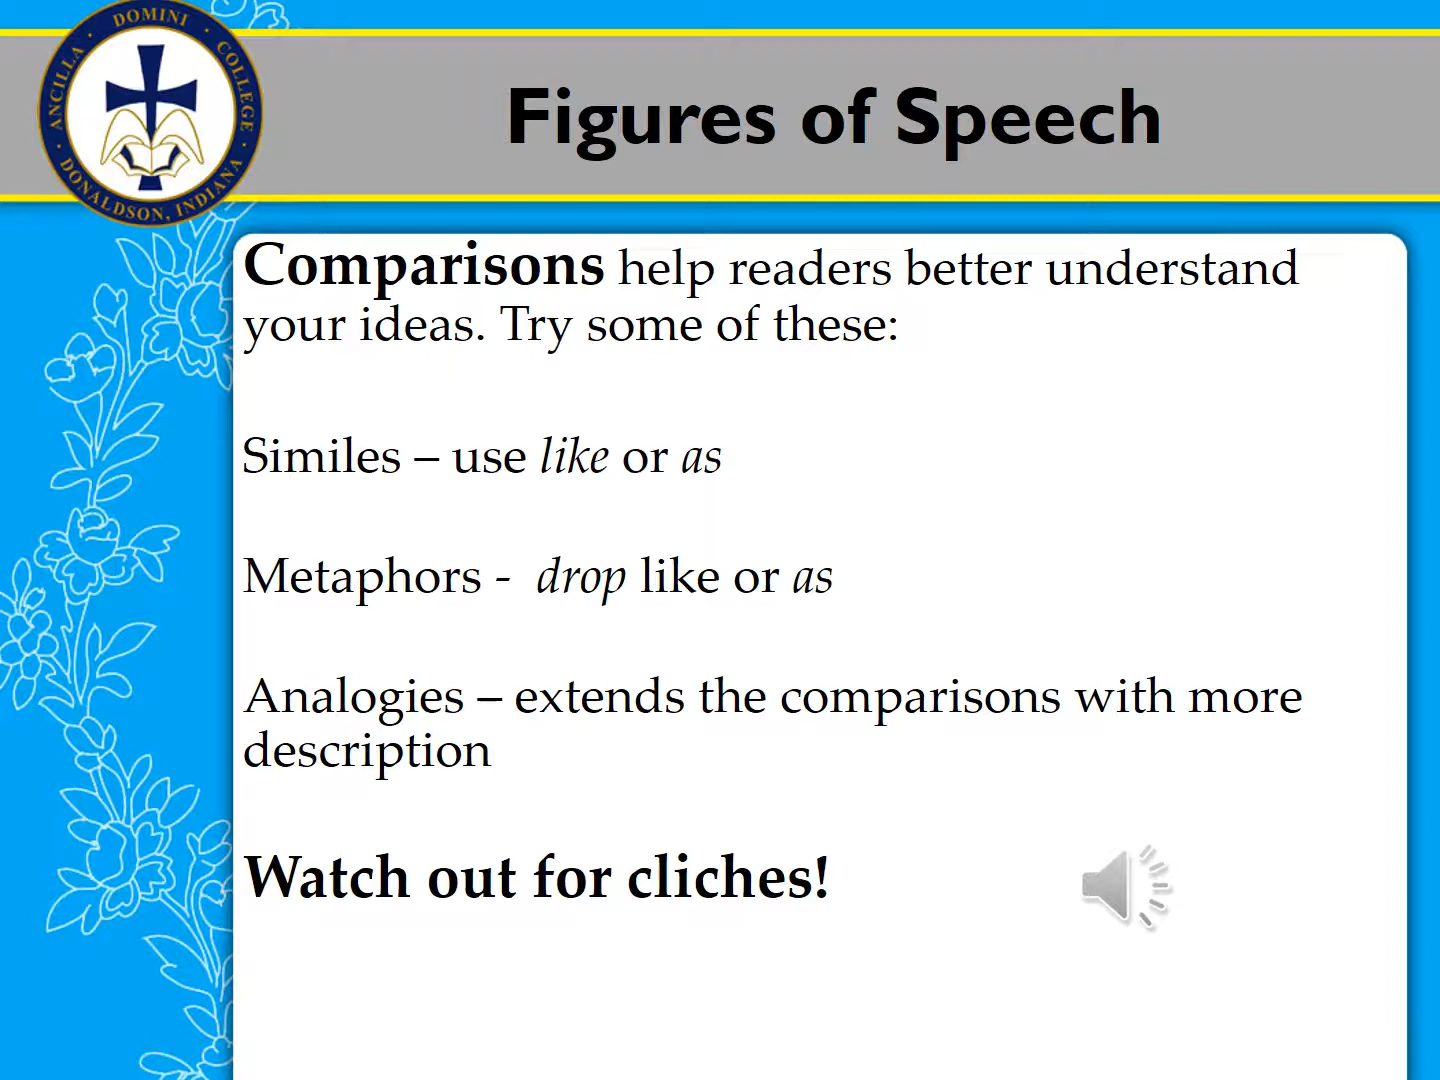 ANCILLA · DOMINI · COLLEGE ·
· DONALDSON, INDIANA
Figures of Speech
Comparisons help readers better understand
your ideas. Try some of these:
Similes – use like or as
Metaphors -  drop like or as
Analogies – extends the comparisons with more
description
Watch out for cliches!